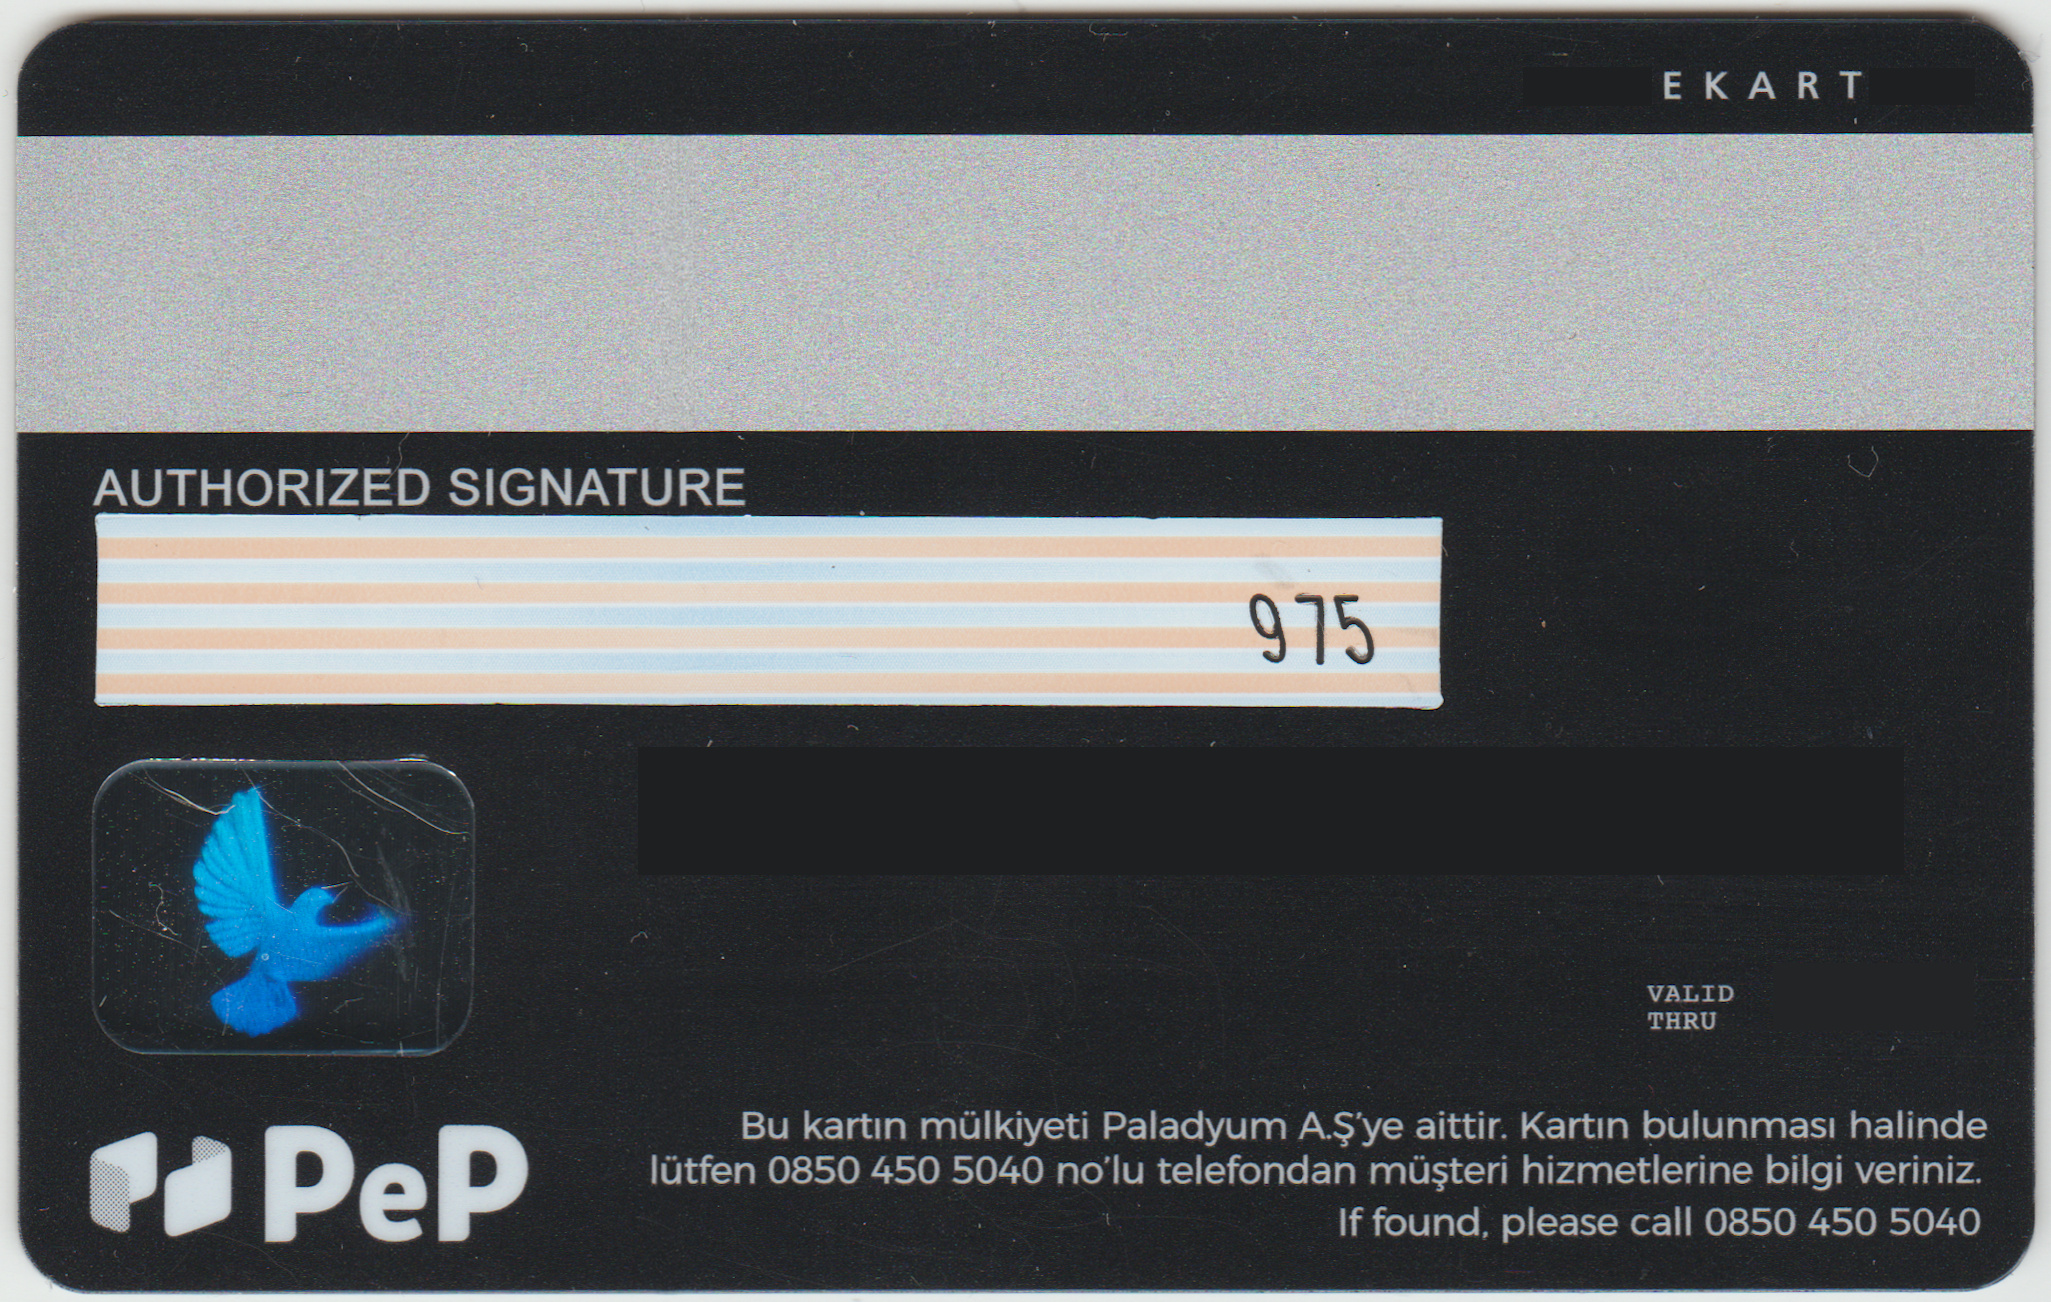 EKART
AUTHORIZED SIGNATURE
975
VALID
THRU
PeP
Bu kartın mülkiyeti Paladyum A.Ş'ye aittir. Kartın bulunması halinde
lütfen 0850 450 5040 no'lu telefondan müşteri hizmetlerine bilgi veriniz.
If found, please call 0850 450 5040